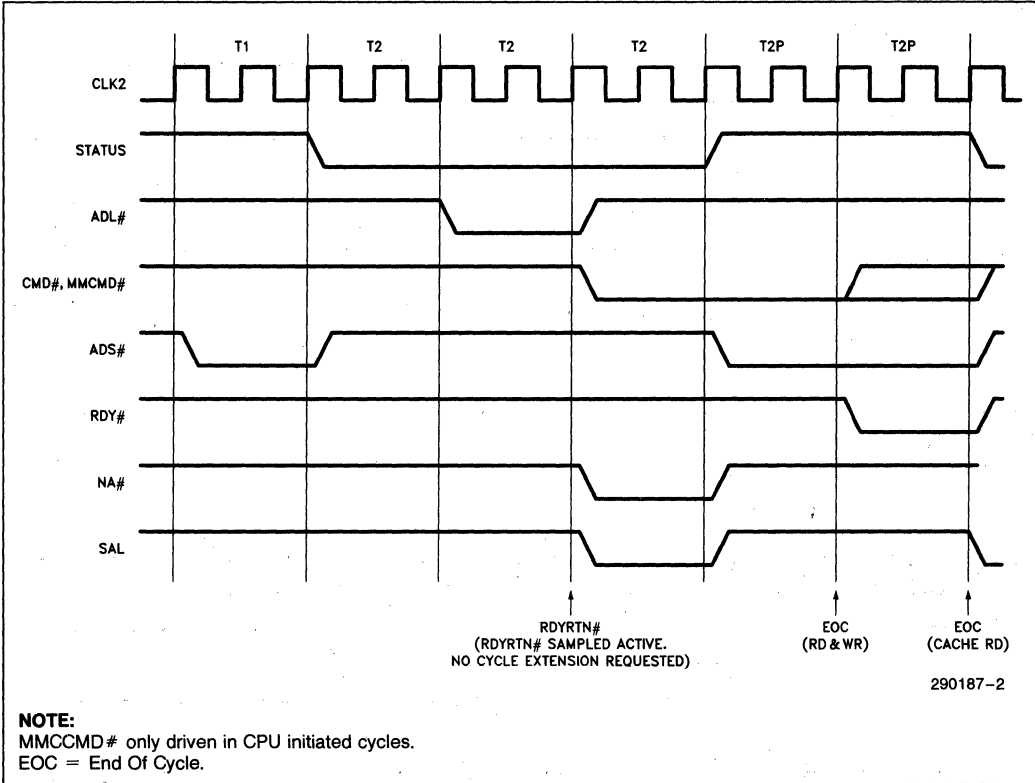 T1 T2 T2 T2 T2P T2P
CLK2
STATUS
ADL#
CMD#, MMCMD#
ADS#
RDY#
NA#
SAL
RDYRTN#
(RDYRTN# SAMPLED ACTIVE.
NO CYCLE EXTENSION REQUESTED)
EOC
(RD & WR)
EOC
(CACHE RD)
290187-2
NOTE:
MMCCMD# only driven in CPU initiated cycles.
EOC = End Of Cycle.